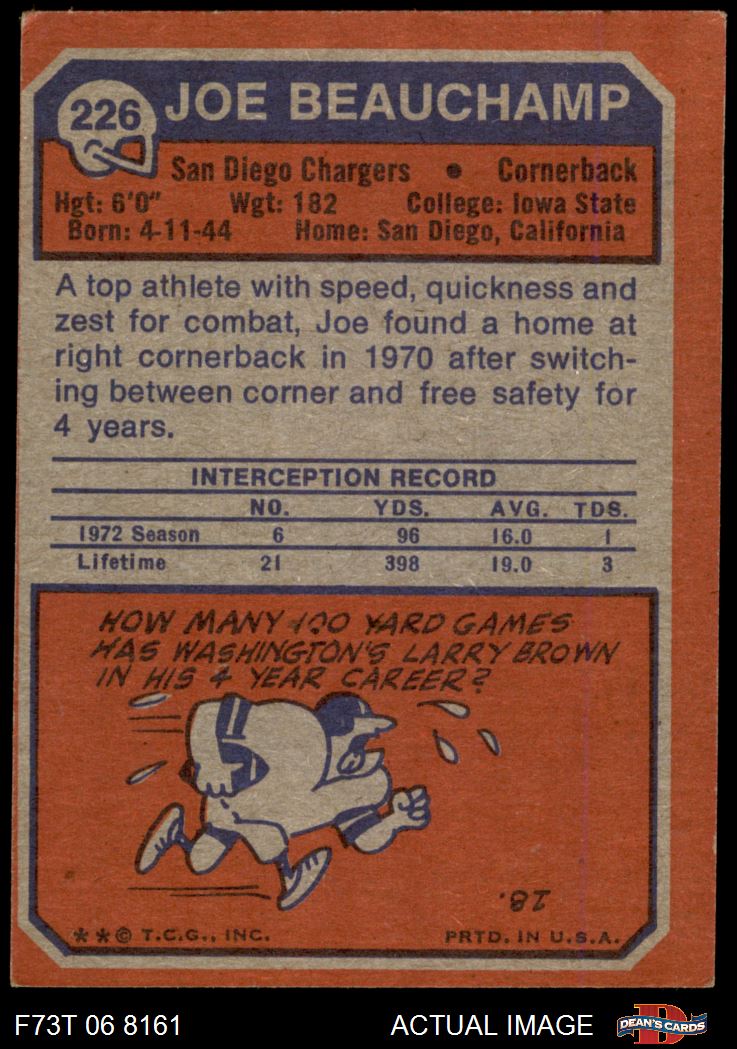 226
JOE BEAUCHAMP
San Diego Chargers • Cornerback
Hgt: 6'0" Wgt: 182 College: Iowa State
Born: 4-11-44 Home: San Diego, California
A top athlete with speed, quickness and
zest for combat, Joe found a home at
right cornerback in 1970 after switch-
ing between corner and free safety for
4 years.
INTERCEPTION RECORD
NO. YDS. AVG. TDS.
1972 Season 6 96 16.0 1
Lifetime 21 398 19.0 3
HOW MANY 100 YARD GAMES
HAS WASHINGTON'S LARRY BROWN
IN HIS 4 YEAR CAREER?
18.
**© T.C.G., INC. PRTD. IN U.S.A.
F73T 06 8161 ACTUAL IMAGE
D
DEAN'S CARDS